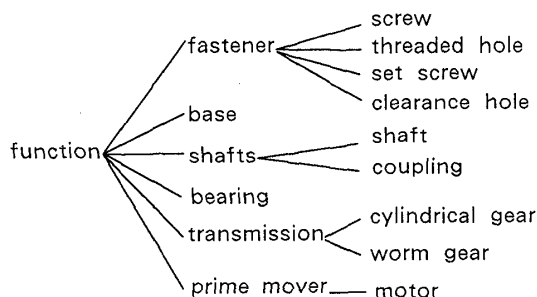 function
fastener
screw
threaded hole
set screw
clearance hole
base
shafts
shaft
coupling
bearing
transmission
cylindrical gear
worm gear
prime mover
motor